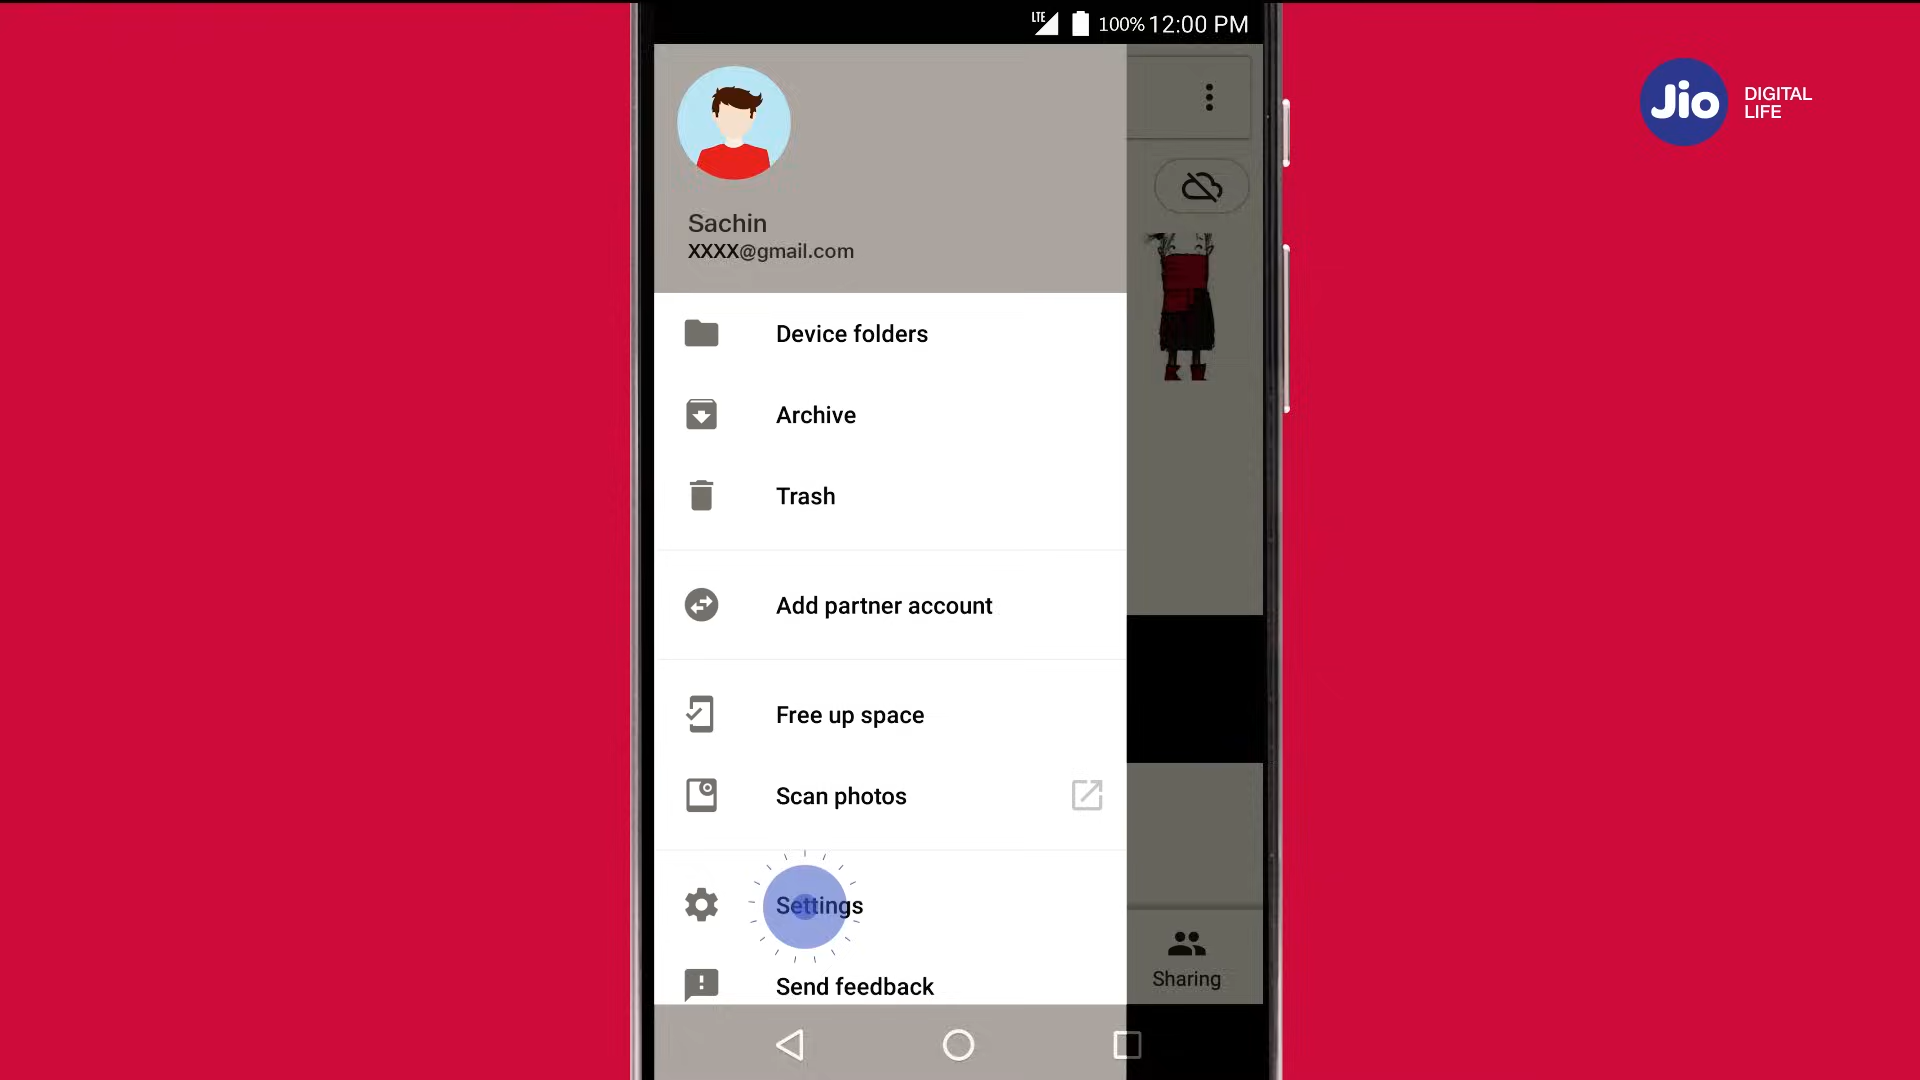 LTE 100% 12:00 PM
Jio DIGITAL
LIFE
Sachin
XXXX@gmail.com
Device folders
Archive
Trash
Add partner account
Free up space
Scan photos
Settings
Send feedback
Sharing